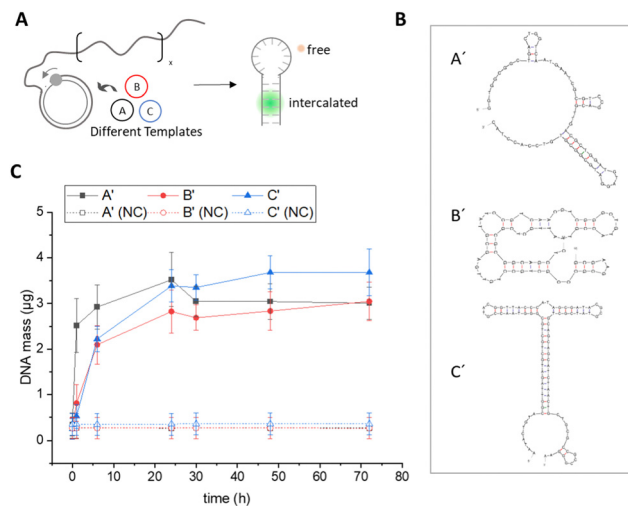 A
B
x
B
A
C
Different Templates
free
intercalated
A´
B´
C´
C
A'
B'
C'
A' (NC)
B' (NC)
C' (NC)
DNA mass (µg)
5
4
3
2
1
0
0
10
20
30
40
50
60
70
80
time (h)